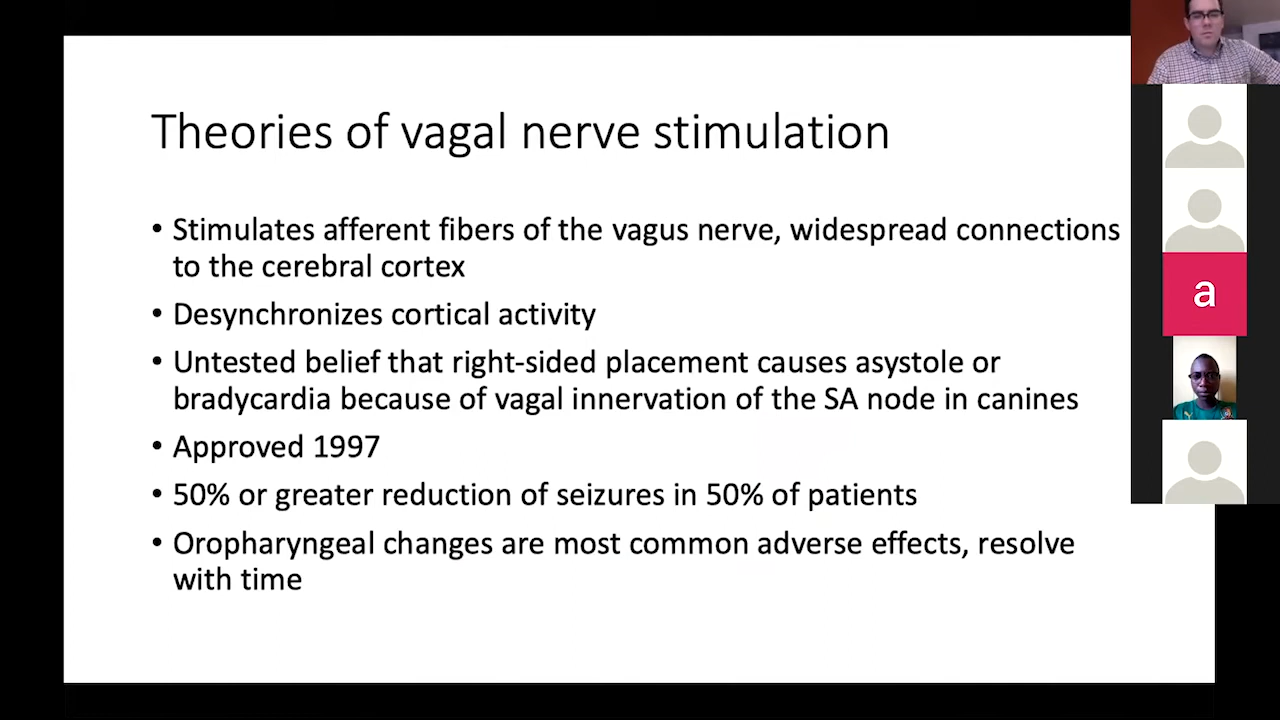 Theories of vagal nerve stimulation
• Stimulates afferent fibers of the vagus nerve, widespread connections
to the cerebral cortex
• Desynchronizes cortical activity
• Untested belief that right-sided placement causes asystole or
bradycardia because of vagal innervation of the SA node in canines
• Approved 1997
• 50% or greater reduction of seizures in 50% of patients
• Oropharyngeal changes are most common adverse effects, resolve
with time
a